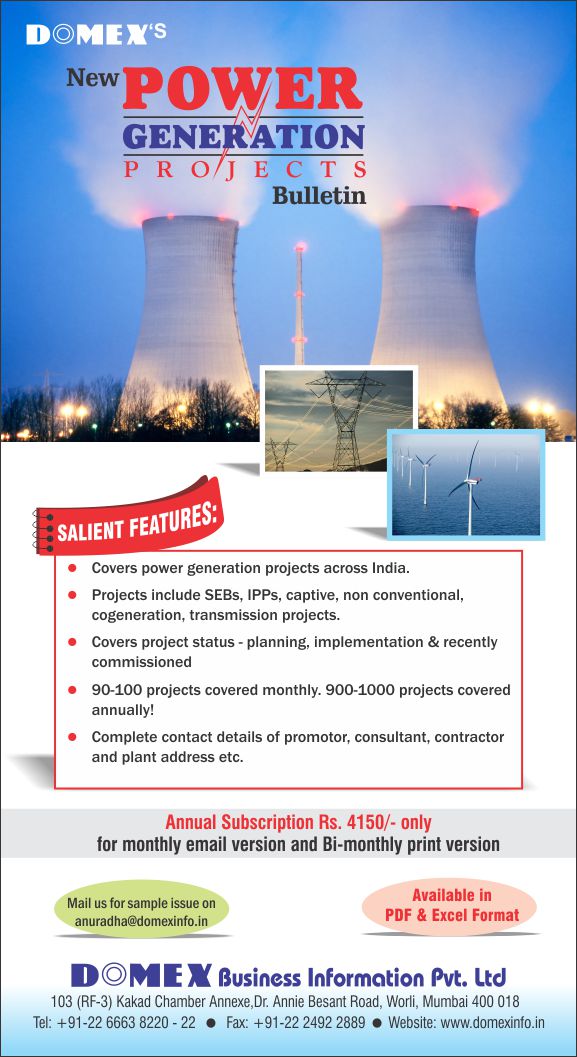 DOMEX'S
New POWER
GENERATION
PROJECTS
Bulletin
SALIENT FEATURES:
• Covers power generation projects across India.
• Projects include SEBs, IPPs, captive, non conventional,
cogeneration, transmission projects.
• Covers project status - planning, implementation & recently
commissioned
• 90-100 projects covered monthly. 900-1000 projects covered
annually!
• Complete contact details of promotor, consultant, contractor
and plant address etc.
Annual Subscription Rs. 4150/- only
for monthly email version and Bi-monthly print version
Mail us for sample issue on
anuradha@domexinfo.in
Available in
PDF & Excel Format
DOMEX Business Information Pvt. Ltd
103 (RF-3) Kakad Chamber Annexe,Dr. Annie Besant Road, Worli, Mumbai 400 018
Tel: +91-22 6663 8220 - 22 • Fax: +91-22 2492 2889 • Website: www.domexinfo.in